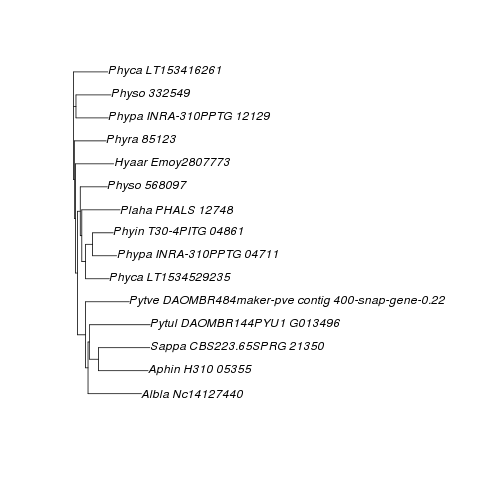 Phyca LT153416261
Physo 332549
Phypa INRA-310PPTG 12129
Phyra 85123
Hyaar Emoy2807773
Physo 568097
Plaha PHALS 12748
Phyin T30-4PITG 04861
Phypa INRA-310PPTG 04711
Phyca LT1534529235
Pytve DAOMBR484maker-pve contig 400-snap-gene-0.22
Pytul DAOMBR144PYU1 G013496
Sappa CBS223.65SPRG 21350
Aphin H310 05355
Albla Nc14127440